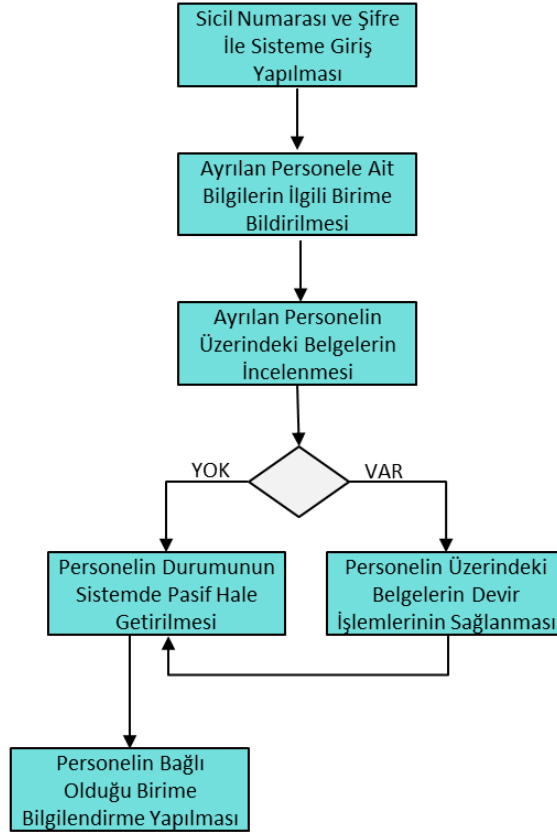 Sicil Numarası ve Şifre
İle Sisteme Giriş
Yapılması
Ayrılan Personele Ait
Bilgilerin İlgili Birime
Bildirilmesi
Ayrılan Personelin
Üzerindeki Belgelerin
İncelenmesi
YOK
VAR
Personelin Durumunun
Sistemde Pasif Hale
Getirilmesi
Personelin Üzerindeki
Belgelerin Devir
İşlemlerinin Sağlanması
Personelin Bağlı
Olduğu Birime
Bilgilendirme Yapılması